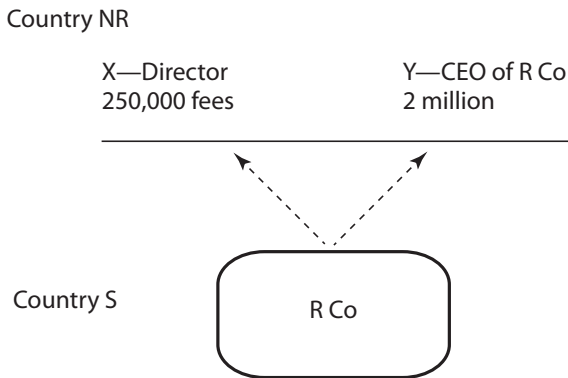 Country NR
X—Director
250,000 fees
Y—CEO of R Co
2 million
Country S
R Co